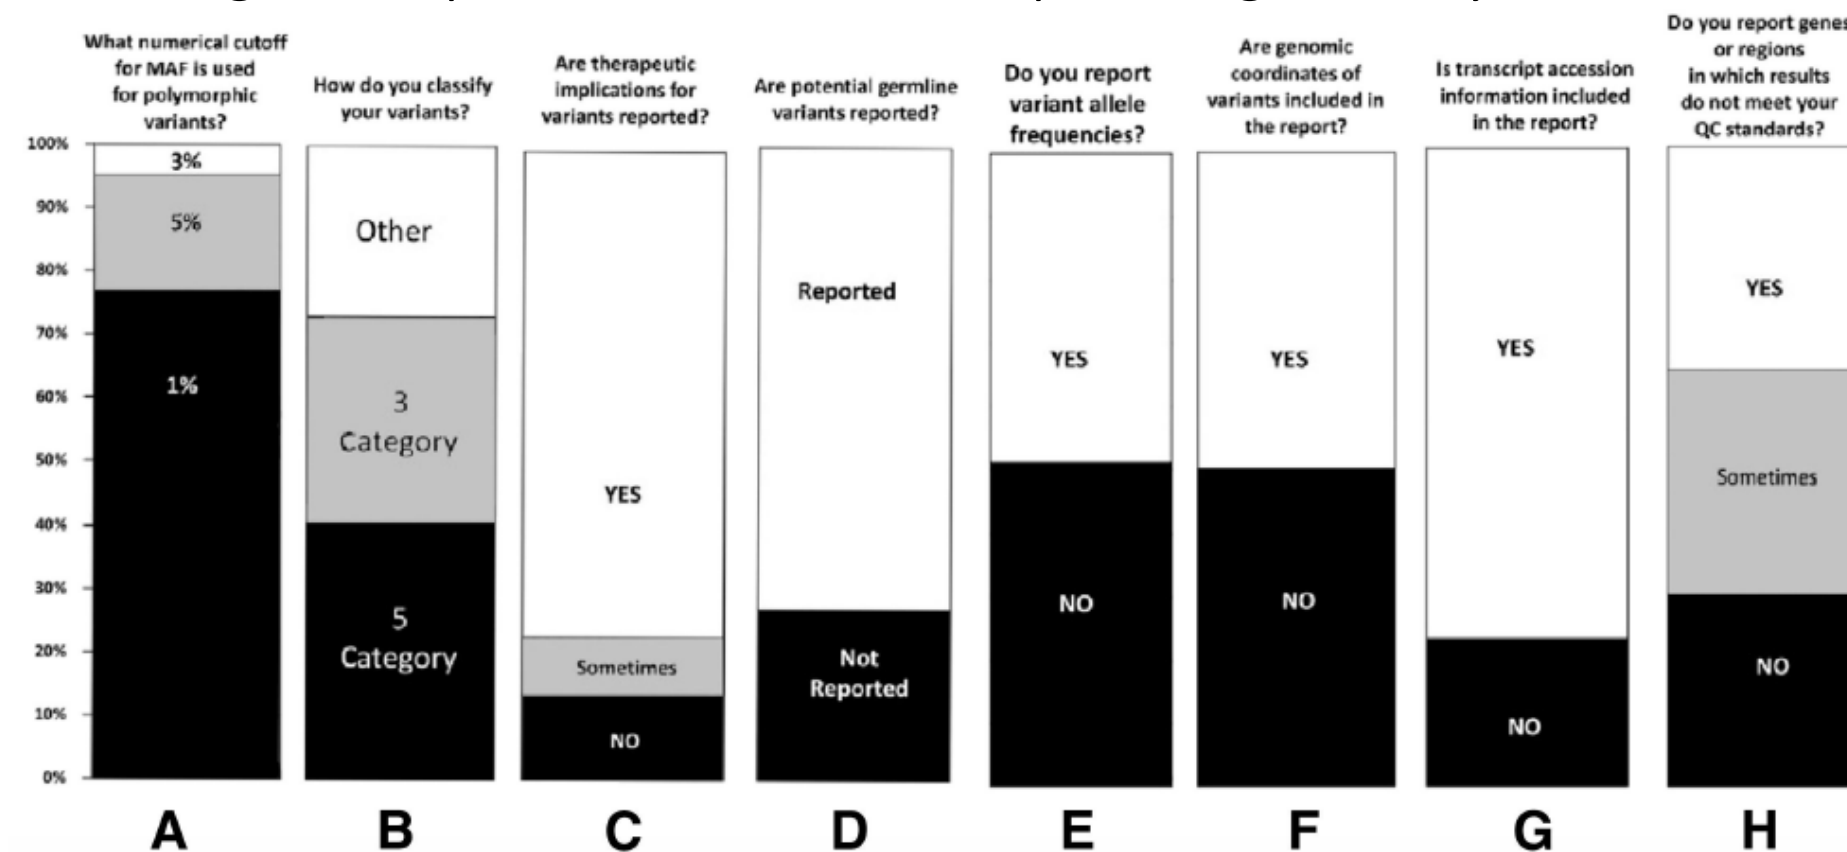 What numerical cutoff
for MAF is used
for polymorphic
variants?
How do you classify
your variants?
Are therapeutic
implications for
variants reported?
Are potential germline
variants reported?
Do you report
variant allele
frequencies?
Are genomic
coordinates of
variants included in
the report?
Is transcript accession
information included
in the report?
Do you report genes
or regions
in which results
do not meet your
QC standards?
100%
90%
80%
70%
60%
50%
40%
30%
20%
10%
0%
3%
5%
1%
Other
3
Category
5
Category
YES
Sometimes
NO
Reported
Not
Reported
YES
NO
YES
NO
YES
NO
YES
Sometimes
NO
A
B
C
D
E
F
G
H